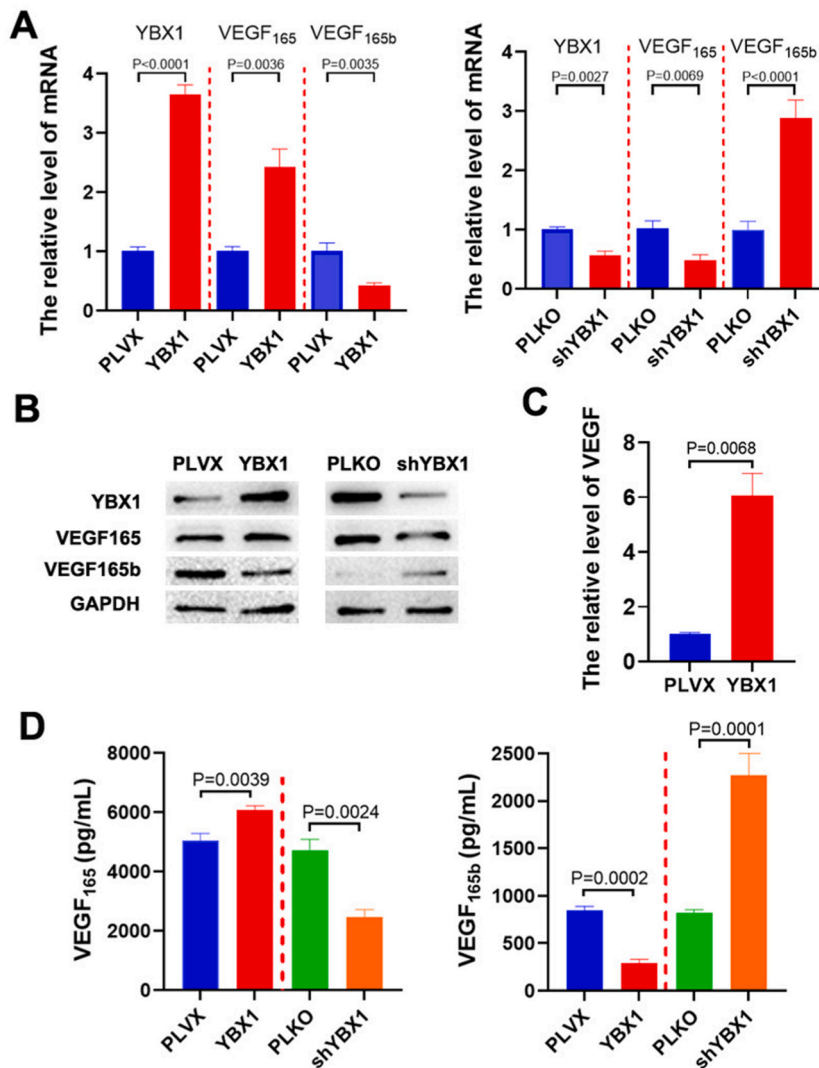 A
The relative level of mRNA
YBX1 VEGF165 VEGF165b
P<0.0001 P=0.0036 P=0.0035
4
3
2
1
0
PLVX YBX1 PLVX YBX1 PLVX YBX1
The relative level of mRNA
YBX1 VEGF165 VEGF165b
P=0.0027 P=0.0069 P<0.0001
4
3
2
1
0
PLKO shYBX1 PLKO shYBX1 PLKO shYBX1
B
PLVX YBX1 PLKO shYBX1
YBX1
VEGF165
VEGF165b
GAPDH
C
The relative level of VEGF
P=0.0068
8
6
4
2
0
PLVX YBX1
D
VEGF165 (pg/mL)
8000
6000
4000
2000
0
P=0.0039
P=0.0024
PLVX YBX1 PLKO shYBX1
VEGF165b (pg/mL)
2500
2000
1500
1000
500
0
P=0.0001
P=0.0002
PLVX YBX1 PLKO shYBX1